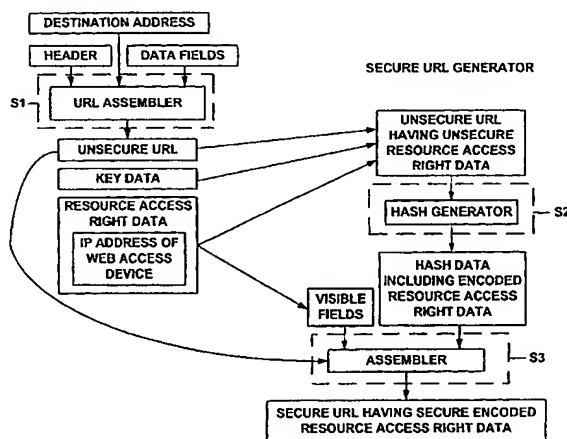 DESTINATION ADDRESS
HEADER
DATA FIELDS
SECURE URL GENERATOR
S1
URL ASSEMBLER
UNSECURE URL
HAVING UNSECURE
RESOURCE ACCESS
RIGHT DATA
UNSECURE URL
KEY DATA
RESOURCE ACCESS
RIGHT DATA
IP ADDRESS OF
WEB ACCESS
DEVICE
HASH GENERATOR
S2
HASH DATA
INCLUDING ENCODED
RESOURCE ACCESS
RIGHT DATA
VISIBLE
FIELDS
ASSEMBLER
S3
SECURE URL HAVING SECURE ENCODED
RESOURCE ACCESS RIGHT DATA